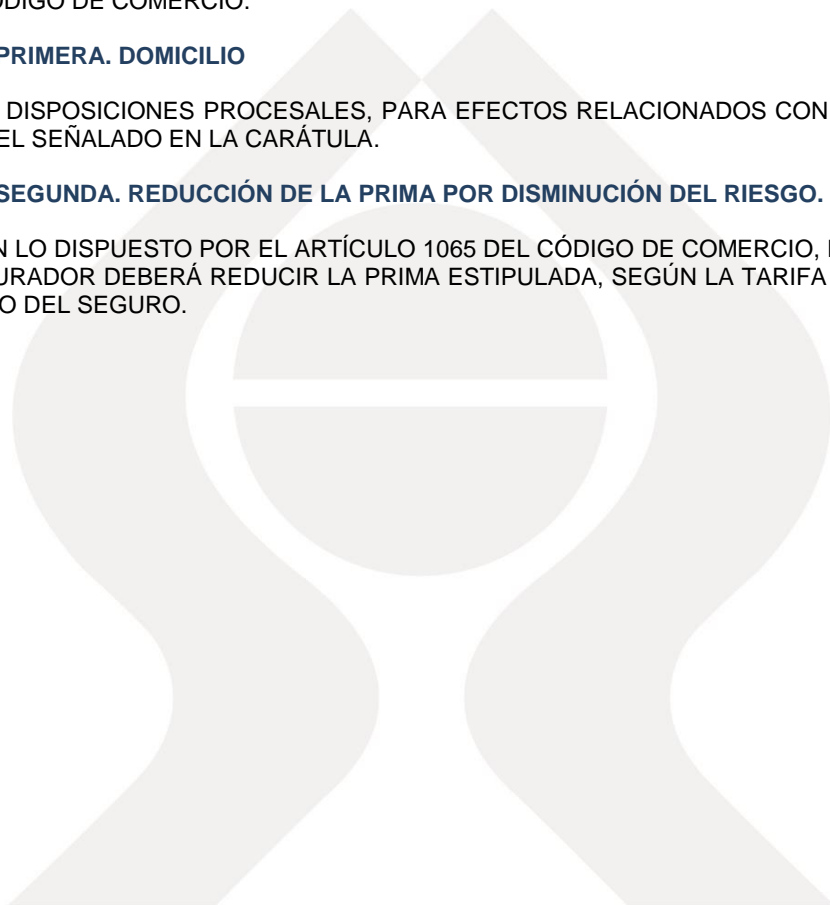 CÓDIGO DE COMERCIO.
PRIMERA. DOMICILIO
DISPOSICIONES PROCESALES, PARA EFECTOS RELACIONADOS CON
EL SEÑALADO EN LA CARÁTULA.
SEGUNDA. REDUCCIÓN DE LA PRIMA POR DISMINUCIÓN DEL RIESGO.
N LO DISPUESTO POR EL ARTÍCULO 1065 DEL CÓDIGO DE COMERCIO,
URADOR DEBERÁ REDUCIR LA PRIMA ESTIPULADA, SEGÚN LA TARIFA
O DEL SEGURO.